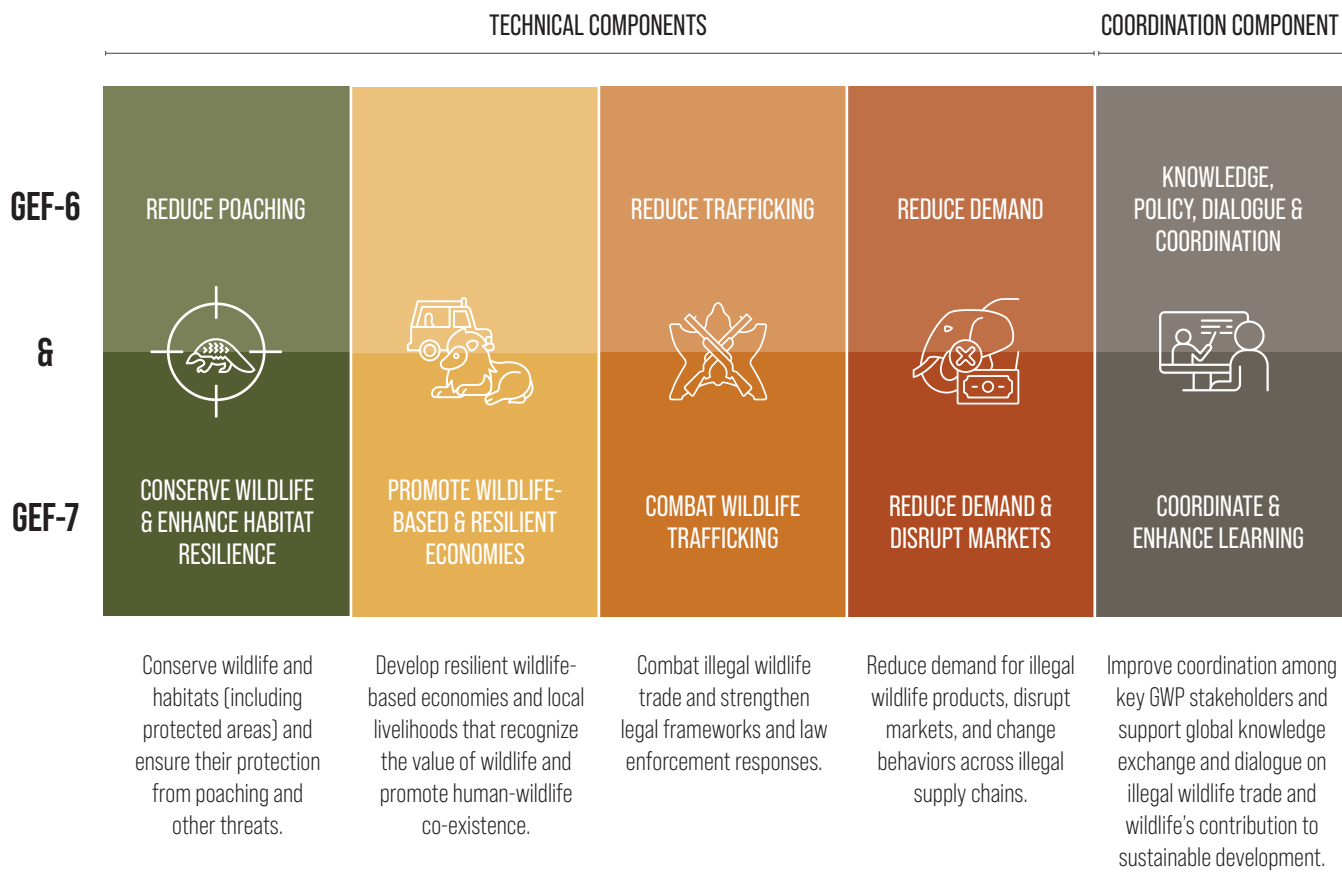 TECHNICAL COMPONENTS
COORDINATION COMPONENT
GEF-6
REDUCE POACHING
REDUCE TRAFFICKING
REDUCE DEMAND
KNOWLEDGE,
POLICY, DIALOGUE &
COORDINATION
&
GEF-7
CONSERVE WILDLIFE
& ENHANCE HABITAT
RESILIENCE
PROMOTE WILDLIFE-
BASED & RESILIENT
ECONOMIES
COMBAT WILDLIFE
TRAFFICKING
REDUCE DEMAND &
DISRUPT MARKETS
COORDINATE &
ENHANCE LEARNING
Conserve wildlife and
habitats (including
protected areas) and
ensure their protection
from poaching and
other threats.
Develop resilient wildlife-
based economies and local
livelihoods that recognize
the value of wildlife and
promote human-wildlife
co-existence.
Combat illegal wildlife
trade and strengthen
legal frameworks and law
enforcement responses.
Reduce demand for illegal
wildlife products, disrupt
markets, and change
behaviors across illegal
supply chains.
Improve coordination among
key GWP stakeholders and
support global knowledge
exchange and dialogue on
illegal wildlife trade and
wildlife's contribution to
sustainable development.